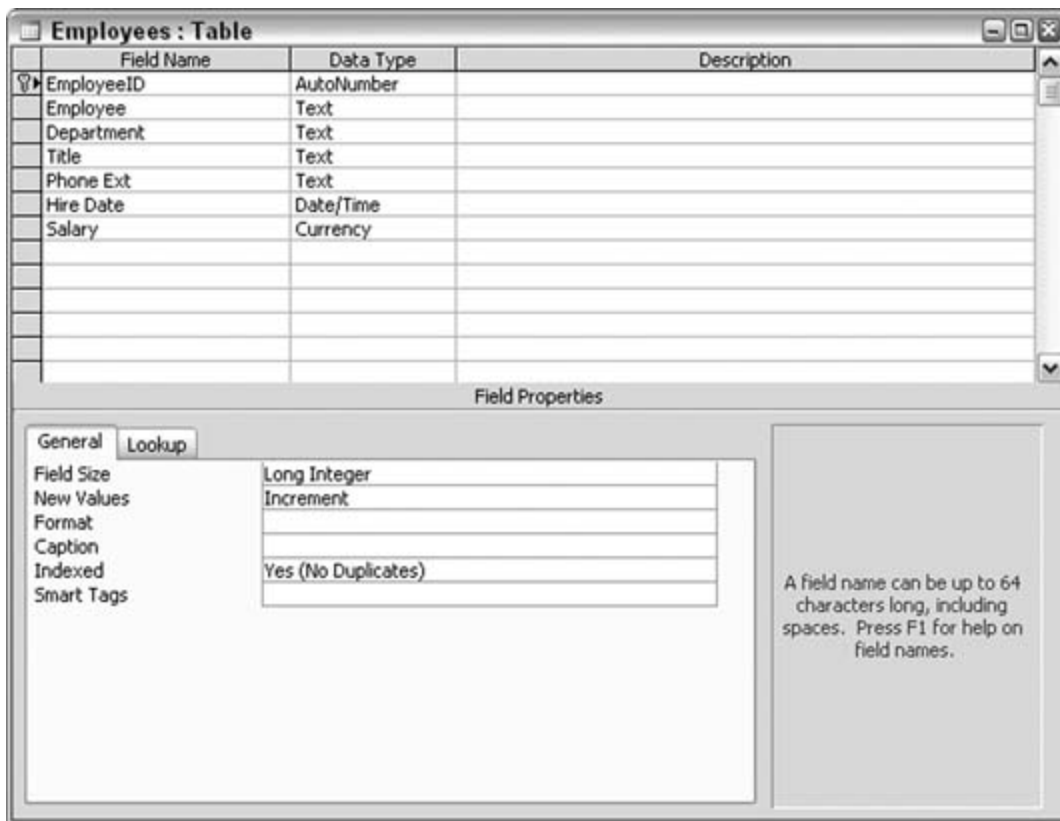 Employees : Table
Field Name Data Type Description
EmployeeID AutoNumber
Employee Text
Department Text
Title Text
Phone Ext Text
Hire Date Date/Time
Salary Currency
Field Properties
General Lookup
Field Size Long Integer
New Values Increment
Format
Caption
Indexed Yes (No Duplicates)
Smart Tags
A field name can be up to 64
characters long, including
spaces. Press F1 for help on
field names.